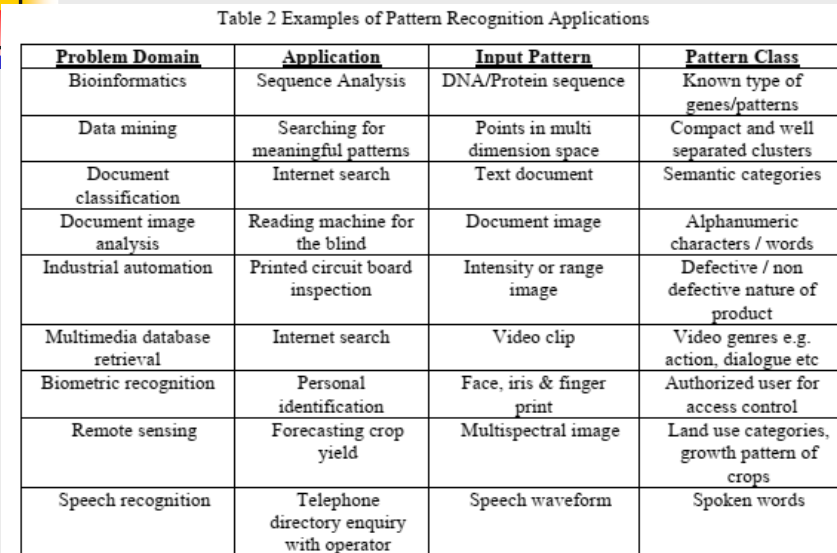 Table 2 Examples of Pattern Recognition Applications
Problem Domain Application Input Pattern Pattern Class
Bioinformatics Sequence Analysis DNA/Protein sequence Known type of
genes/patterns
Data mining Searching for Points in multi Compact and well
meaningful patterns dimension space separated clusters
Document Internet search Text document Semantic categories
classification
Document image Reading machine for Document image Alphanumeric
analysis the blind characters / words
Industrial automation Printed circuit board Intensity or range Defective / non
inspection image defective nature of
product
Multimedia database Internet search Video clip Video genres e.g.
retrieval action, dialogue etc
Biometric recognition Personal Face, iris & finger Authorized user for
identification print access control
Remote sensing Forecasting crop Multispectral image Land use categories,
yield growth pattern of
crops
Speech recognition Telephone Speech waveform Spoken words
directory enquiry
with operator